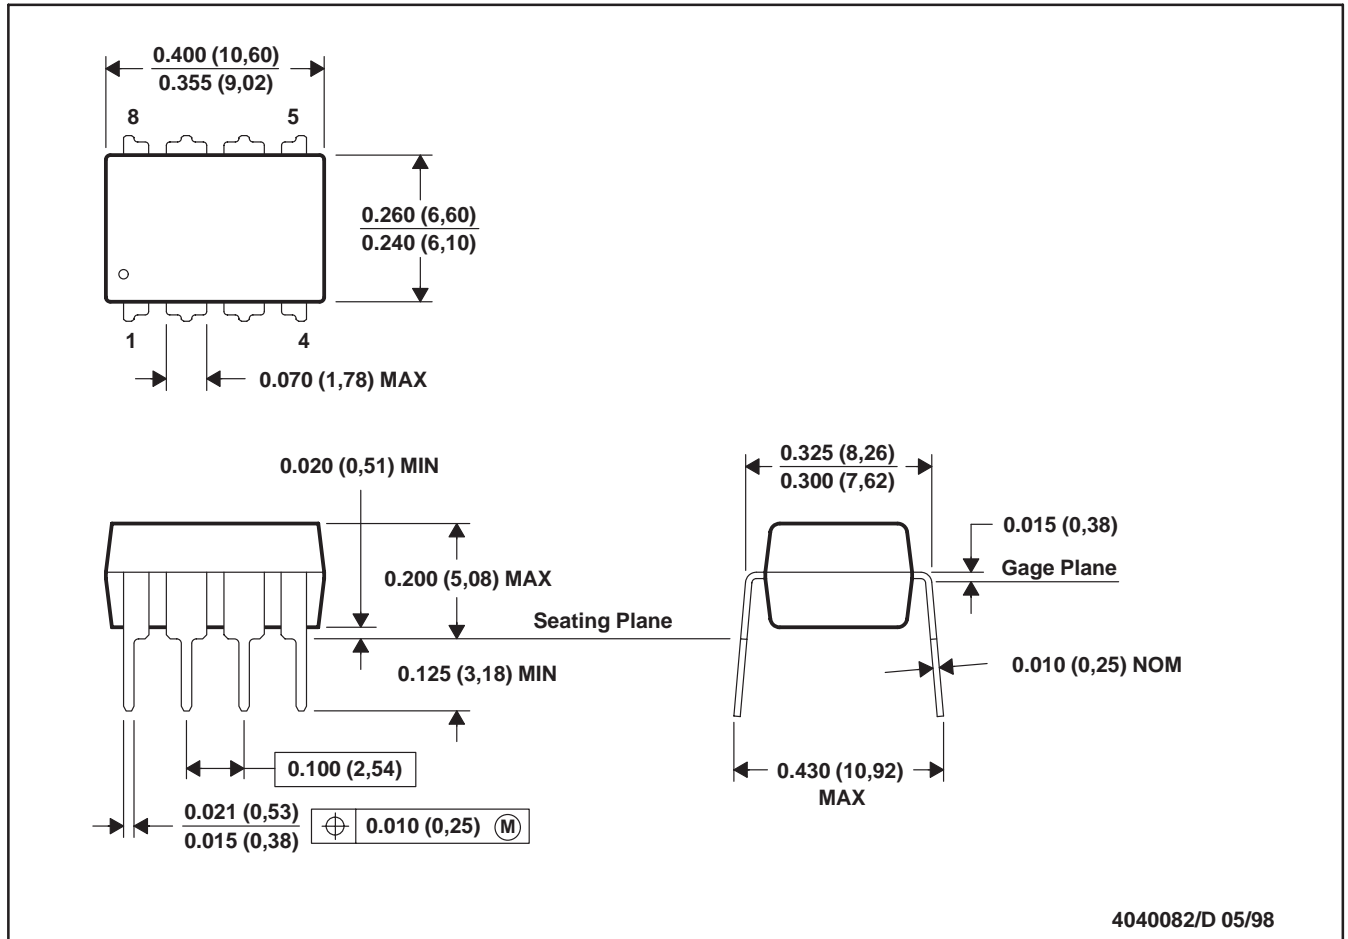 0.400 (10,60)
0.355 (9,02)
8
5
0.260 (6,60)
0.240 (6,10)
1
4
0.070 (1,78) MAX
0.020 (0,51) MIN
0.325 (8,26)
0.300 (7,62)
0.015 (0,38)
0.200 (5,08) MAX
Gage Plane
Seating Plane
0.125 (3,18) MIN
0.010 (0,25) NOM
0.100 (2,54)
0.430 (10,92)
MAX
0.021 (0,53)
0.015 (0,38)
0.010 (0,25) M
4040082/D 05/98